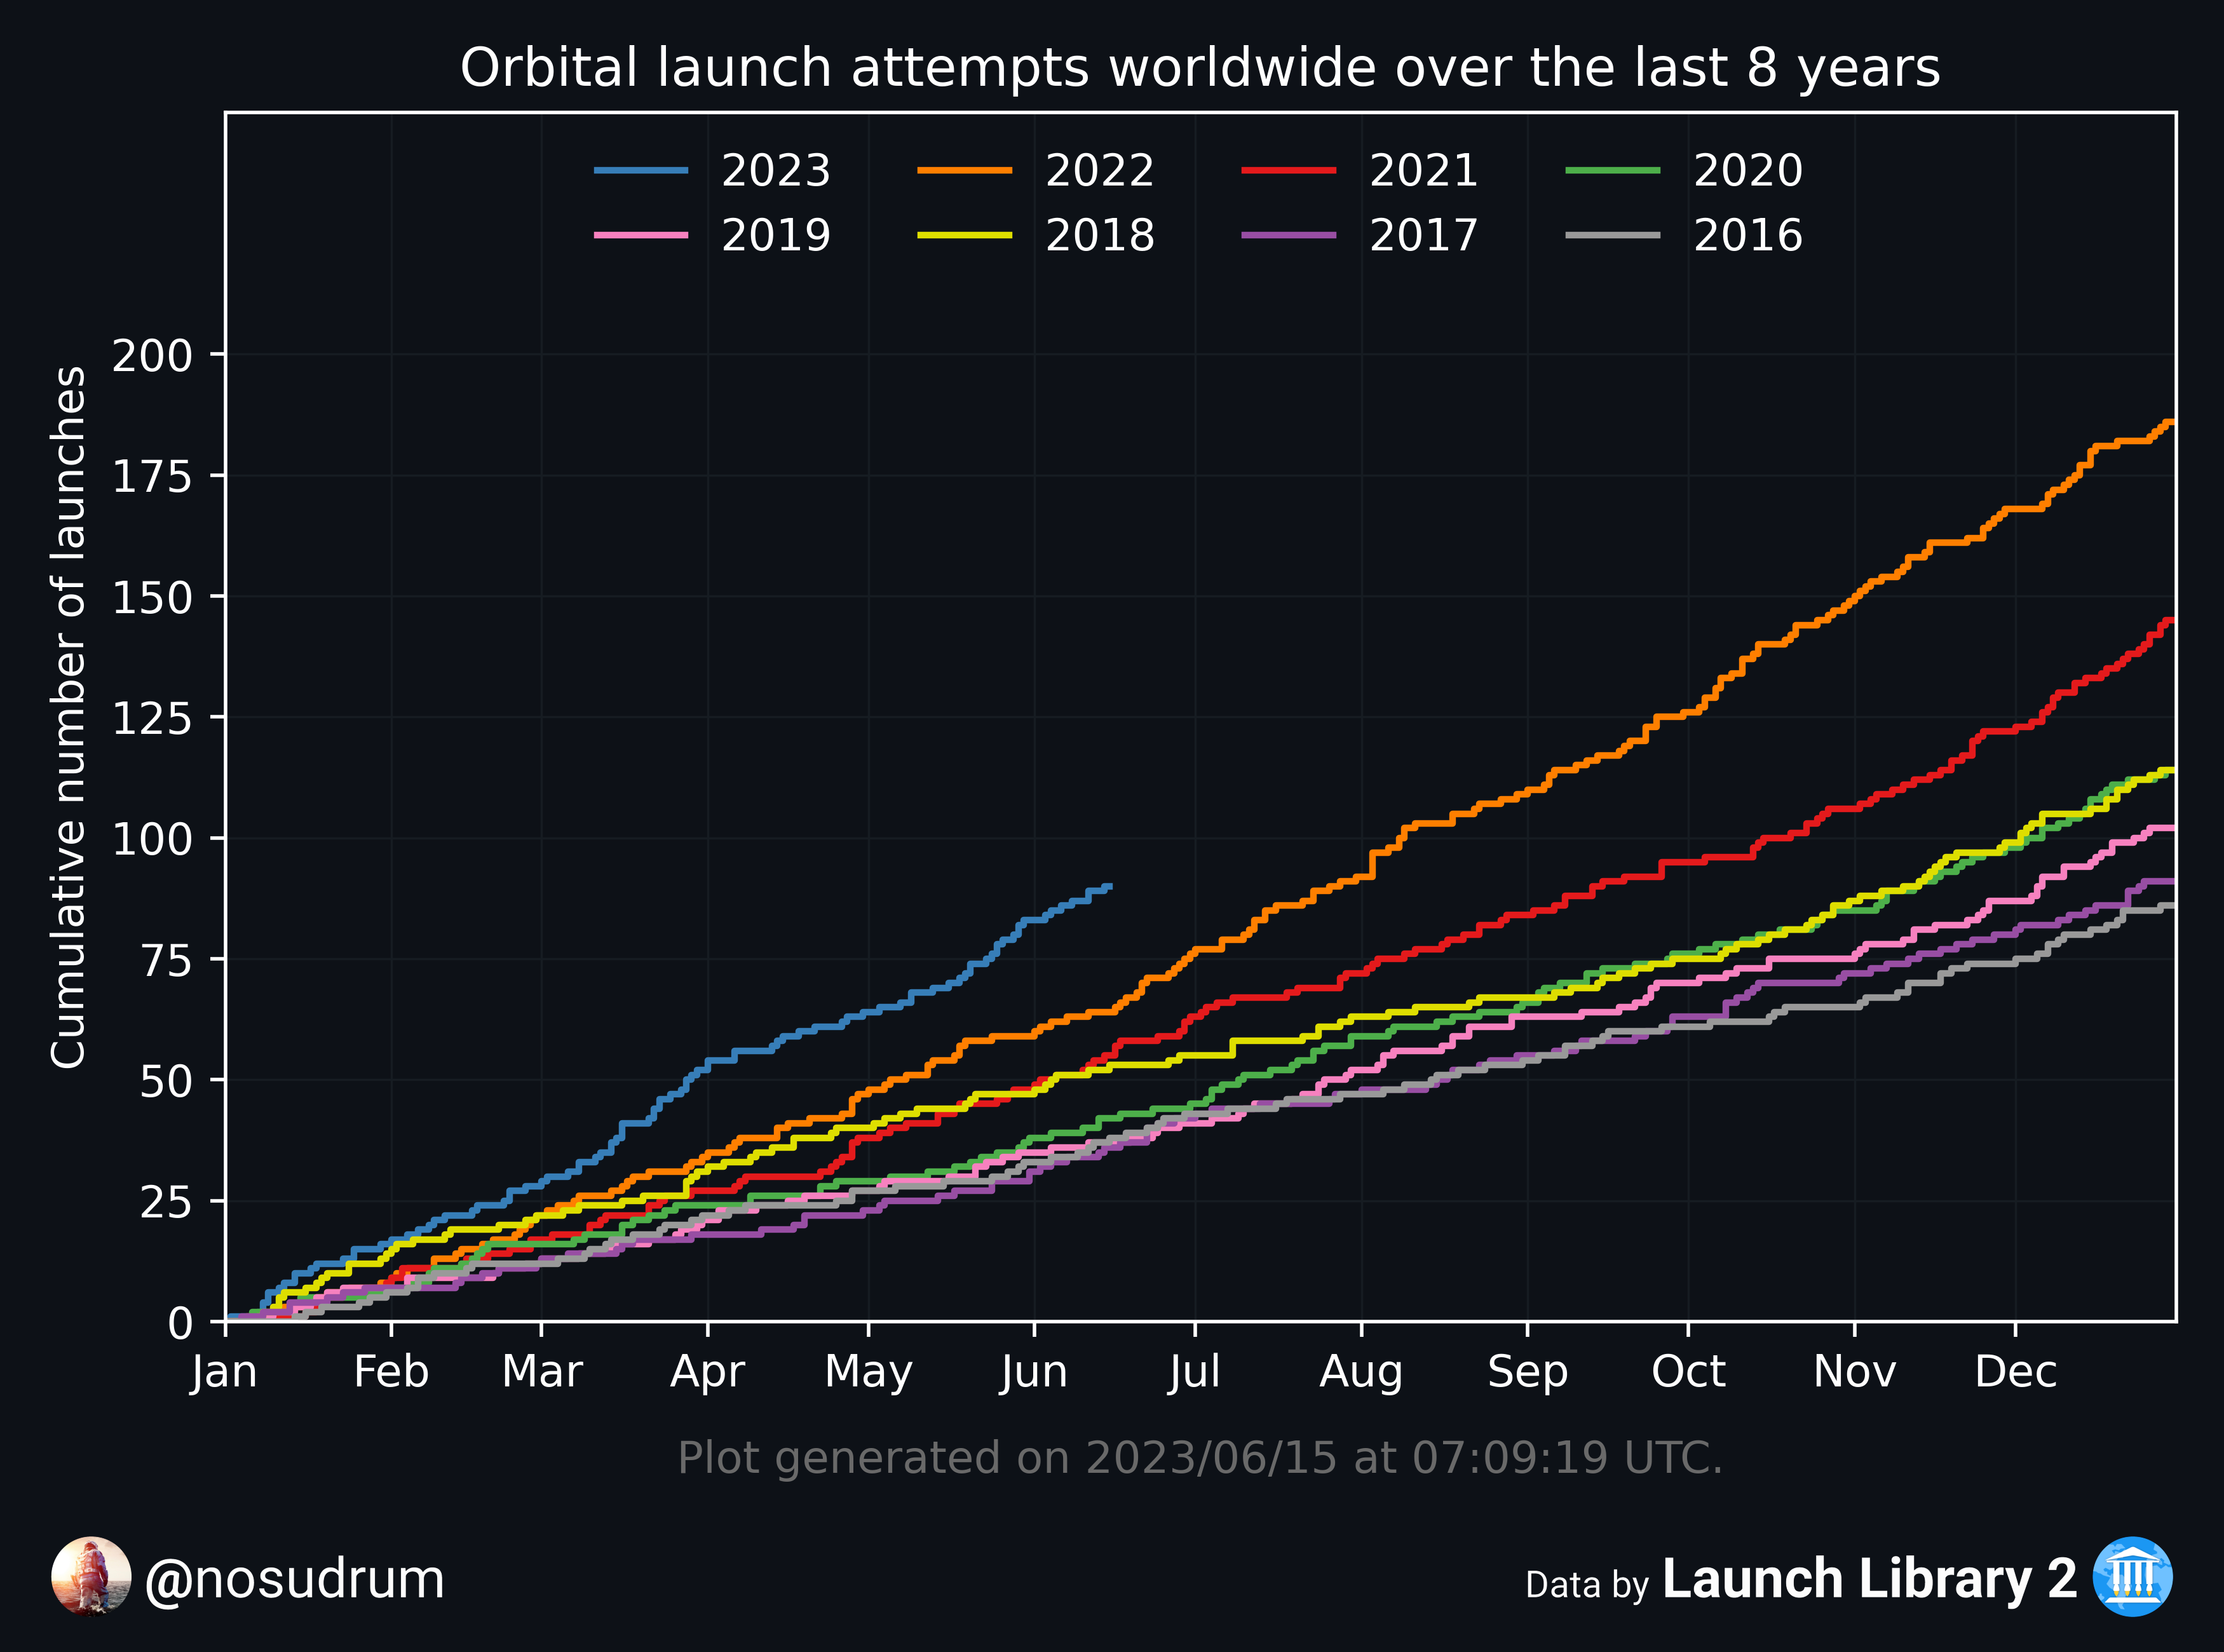 Orbital launch attempts worldwide over the last 8 years
2023 2022 2021 2020
2019 2018 2017 2016
Cumulative number of launches
200
175
150
125
100
75
50
25
0
Jan Feb Mar Apr May Jun Jul Aug Sep Oct Nov Dec
Plot generated on 2023/06/15 at 07:09:19 UTC.
@nosudrum
Data by Launch Library 2